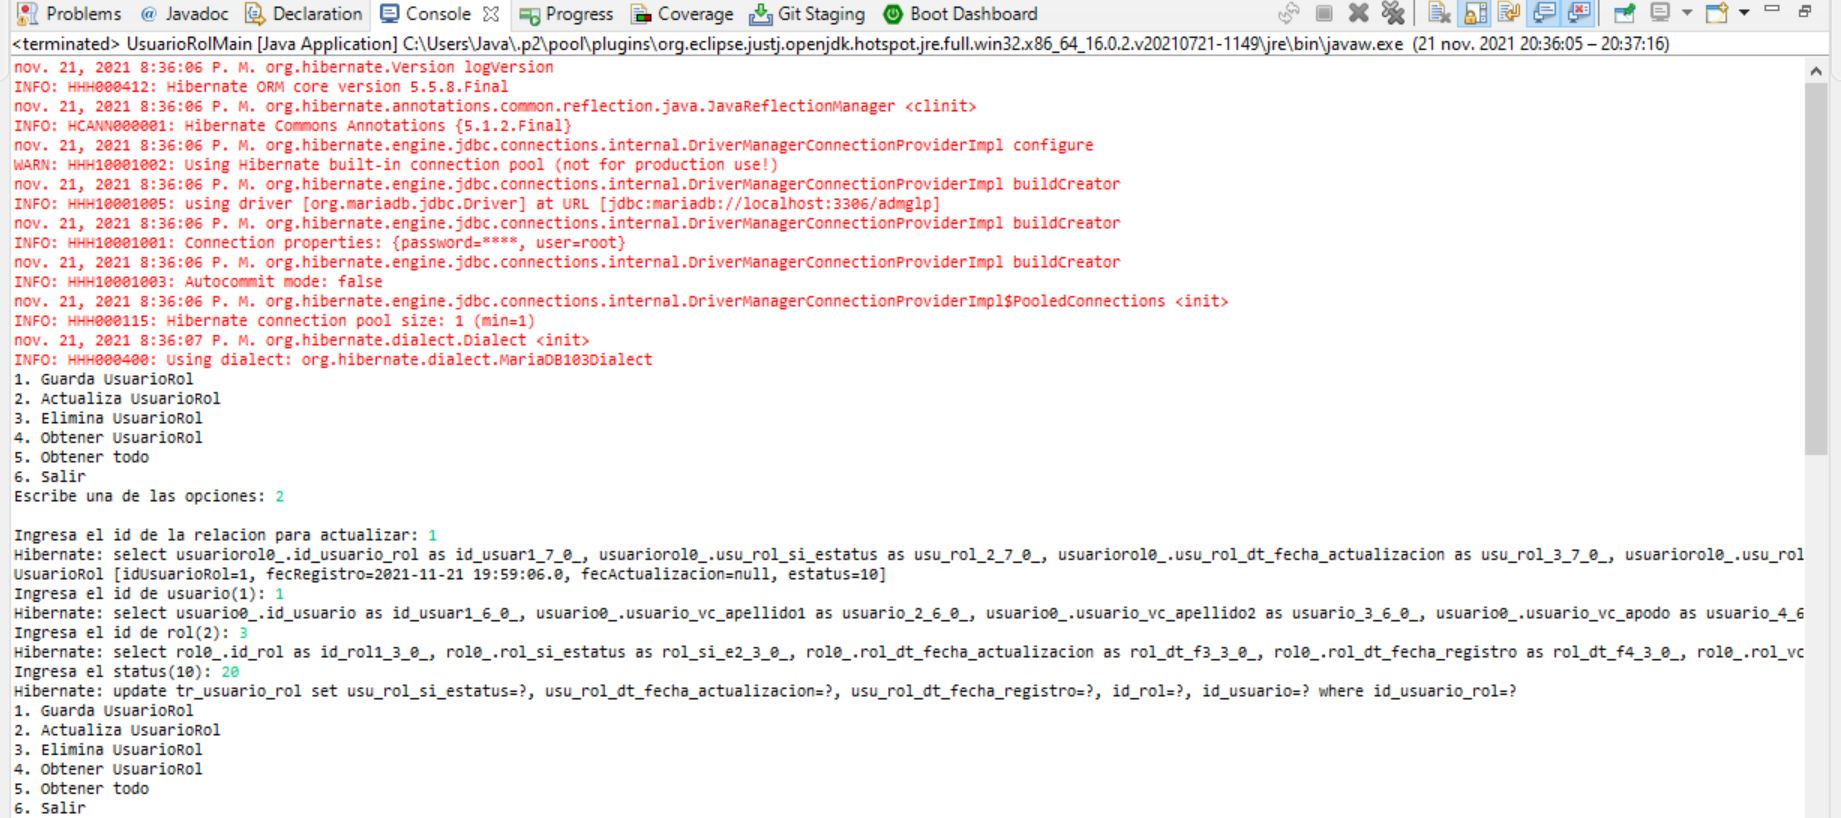 Problems Javadoc Declaration Console Progress Coverage Git Staging Boot Dashboard
<terminated> UsuarioRolMain [Java Application] C:\Users\Java\.p2\pool\plugins\org.eclipse.justj.openjdk.hotspot.jre.full.win32.x86_64_16.0.2.v20210721-1149\jre\bin\javaw.exe (21 nov. 2021 20:36:05 – 20:37:16)
nov. 21, 2021 8:36:06 P. M. org.hibernate.Version logVersion
INFO: HHH000412: Hibernate ORM core version 5.5.8.Final
nov. 21, 2021 8:36:06 P. M. org.hibernate.annotations.common.reflection.java.JavaReflectionManager <clinit>
INFO: HCANN000001: Hibernate Commons Annotations {5.1.2.Final}
nov. 21, 2021 8:36:06 P. M. org.hibernate.engine.jdbc.connections.internal.DriverManagerConnectionProviderImpl configure
WARN: HHH10001002: Using Hibernate built-in connection pool (not for production use!)
nov. 21, 2021 8:36:06 P. M. org.hibernate.engine.jdbc.connections.internal.DriverManagerConnectionProviderImpl buildCreator
INFO: HHH10001005: using driver [org.mariadb.jdbc.Driver] at URL [jdbc:mariadb://localhost:3306/admglp]
nov. 21, 2021 8:36:06 P. M. org.hibernate.engine.jdbc.connections.internal.DriverManagerConnectionProviderImpl buildCreator
INFO: HHH10001001: Connection properties: {password=****, user=root}
nov. 21, 2021 8:36:06 P. M. org.hibernate.engine.jdbc.connections.internal.DriverManagerConnectionProviderImpl buildCreator
INFO: HHH10001003: Autocommit mode: false
nov. 21, 2021 8:36:06 P. M. org.hibernate.engine.jdbc.connections.internal.DriverManagerConnectionProviderImpl$PooledConnections <init>
INFO: HHH000115: Hibernate connection pool size: 1 (min=1)
nov. 21, 2021 8:36:07 P. M. org.hibernate.dialect.Dialect <init>
INFO: HHH000400: Using dialect: org.hibernate.dialect.MariaDB103Dialect
1. Guarda UsuarioRol
2. Actualiza UsuarioRol
3. Elimina UsuarioRol
4. Obtener UsuarioRol
5. Obtener todo
6. Salir
Escribe una de las opciones: 2
Ingresa el id de la relacion para actualizar: 1
Hibernate: select usuariorol0_.id_usuario_rol as id_usuar1_7_0_, usuariorol0_.usu_rol_si_estatus as usu_rol_2_7_0_, usuariorol0_.usu_rol_dt_fecha_actualizacion as usu_rol_3_7_0_, usuariorol0_.usu_rol
UsuarioRol [idUsuarioRol=1, fecRegistro=2021-11-21 19:59:06.0, fecActualizacion=null, estatus=10]
Ingresa el id de usuario(1): 1
Hibernate: select usuario0_.id_usuario as id_usuar1_6_0_, usuario0_.usuario_vc_apellido1 as usuario_2_6_0_, usuario0_.usuario_vc_apellido2 as usuario_3_6_0_, usuario0_.usuario_vc_apodo as usuario_4_6
Ingresa el id de rol(2): 3
Hibernate: select rol0_.id_rol as id_rol1_3_0_, rol0_.rol_si_estatus as rol_si_e2_3_0_, rol0_.rol_dt_fecha_actualizacion as rol_dt_f3_3_0_, rol0_.rol_dt_fecha_registro as rol_dt_f4_3_0_, rol0_.rol_vc
Ingresa el status(10): 20
Hibernate: update tr_usuario_rol set usu_rol_si_estatus=?, usu_rol_dt_fecha_actualizacion=?, usu_rol_dt_fecha_registro=?, id_rol=?, id_usuario=? where id_usuario_rol=?
1. Guarda UsuarioRol
2. Actualiza UsuarioRol
3. Elimina UsuarioRol
4. Obtener UsuarioRol
5. Obtener todo
6. Salir